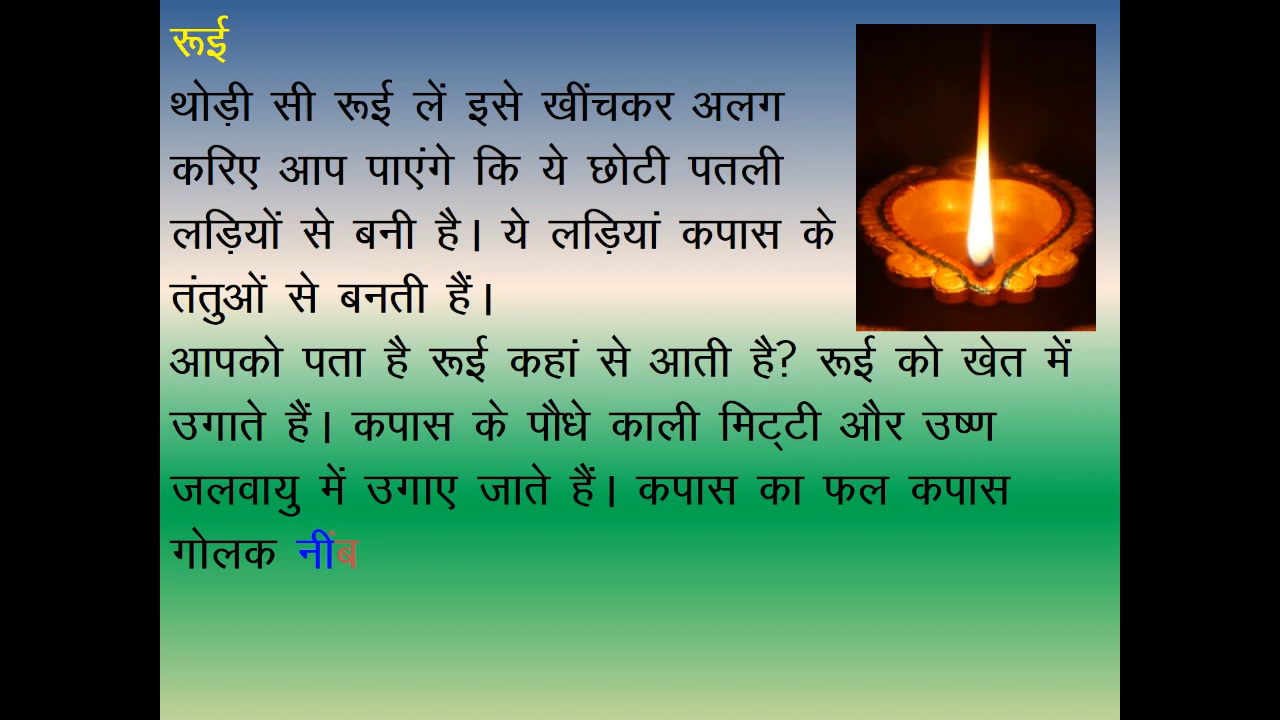 रूई
थोड़ी सी रूई लें इसे खींचकर अलग
करिए आप पाएंगे कि ये छोटी पतली
लड़ियों से बनी है। ये लड़ियां कपास के
तंतुओं से बनती हैं।
आपको पता है रूई कहां से आती है? रूई को खेत में
उगाते हैं। कपास के पौधे काली मिट्टी और उष्ण
जलवायु में उगाए जाते हैं। कपास का फल कपास
गोलक नींब